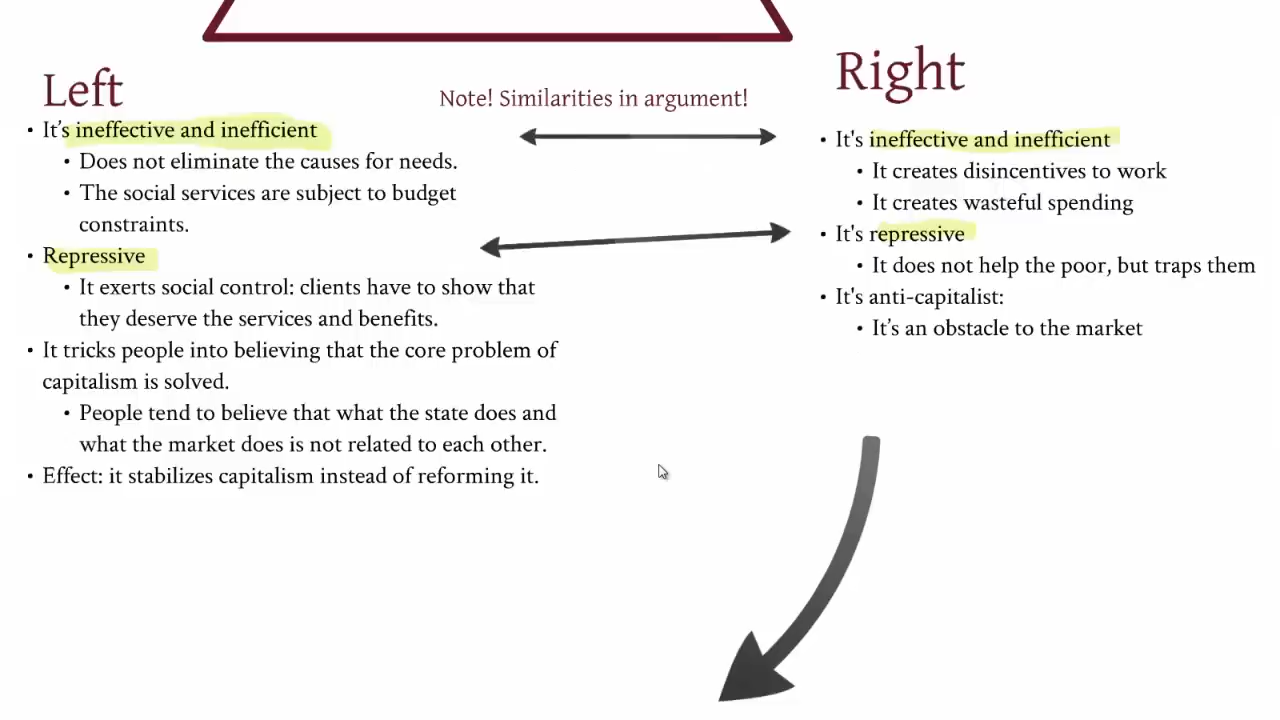 Left
Note! Similarities in argument!
Right
• It’s ineffective and inefficient
• Does not eliminate the causes for needs.
• The social services are subject to budget
constraints.
• Repressive
• It exerts social control: clients have to show that
they deserve the services and benefits.
• It tricks people into believing that the core problem of
capitalism is solved.
• People tend to believe that what the state does and
what the market does is not related to each other.
• Effect: it stabilizes capitalism instead of reforming it.
• It's ineffective and inefficient
• It creates disincentives to work
• It creates wasteful spending
• It's repressive
• It does not help the poor, but traps them
• It's anti-capitalist:
• It’s an obstacle to the market